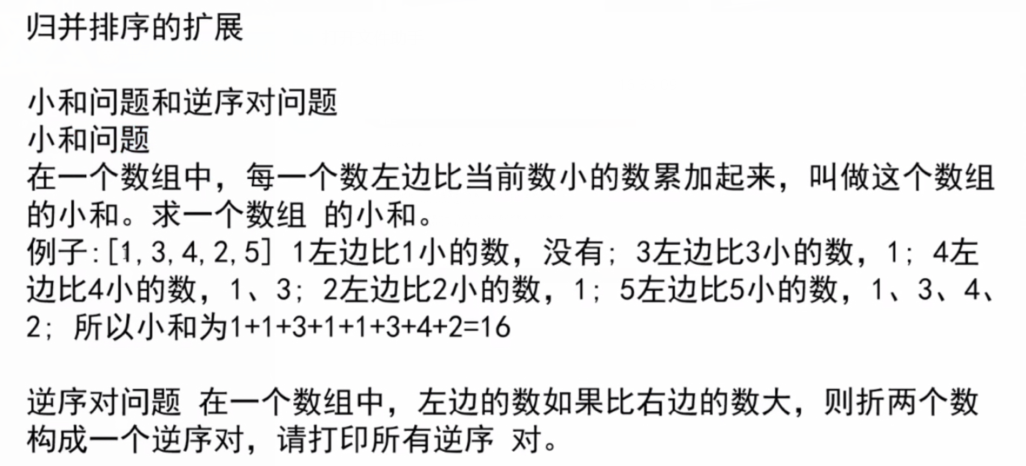 归并排序的扩展
小和问题和逆序对问题
小和问题
在一个数组中，每一个数左边比当前数小的数累加起来，叫做这个数组
的小和。求一个数组 的小和。
例子:[1,3,4,2,5] 1左边比1小的数，没有; 3左边比3小的数，1; 4左
边比4小的数，1、3; 2左边比2小的数，1; 5左边比5小的数，1、3、4、
2; 所以小和为1+1+3+1+1+3+4+2=16
逆序对问题 在一个数组中，左边的数如果比右边的数大，则折两个数
构成一个逆序对，请打印所有逆序 对。